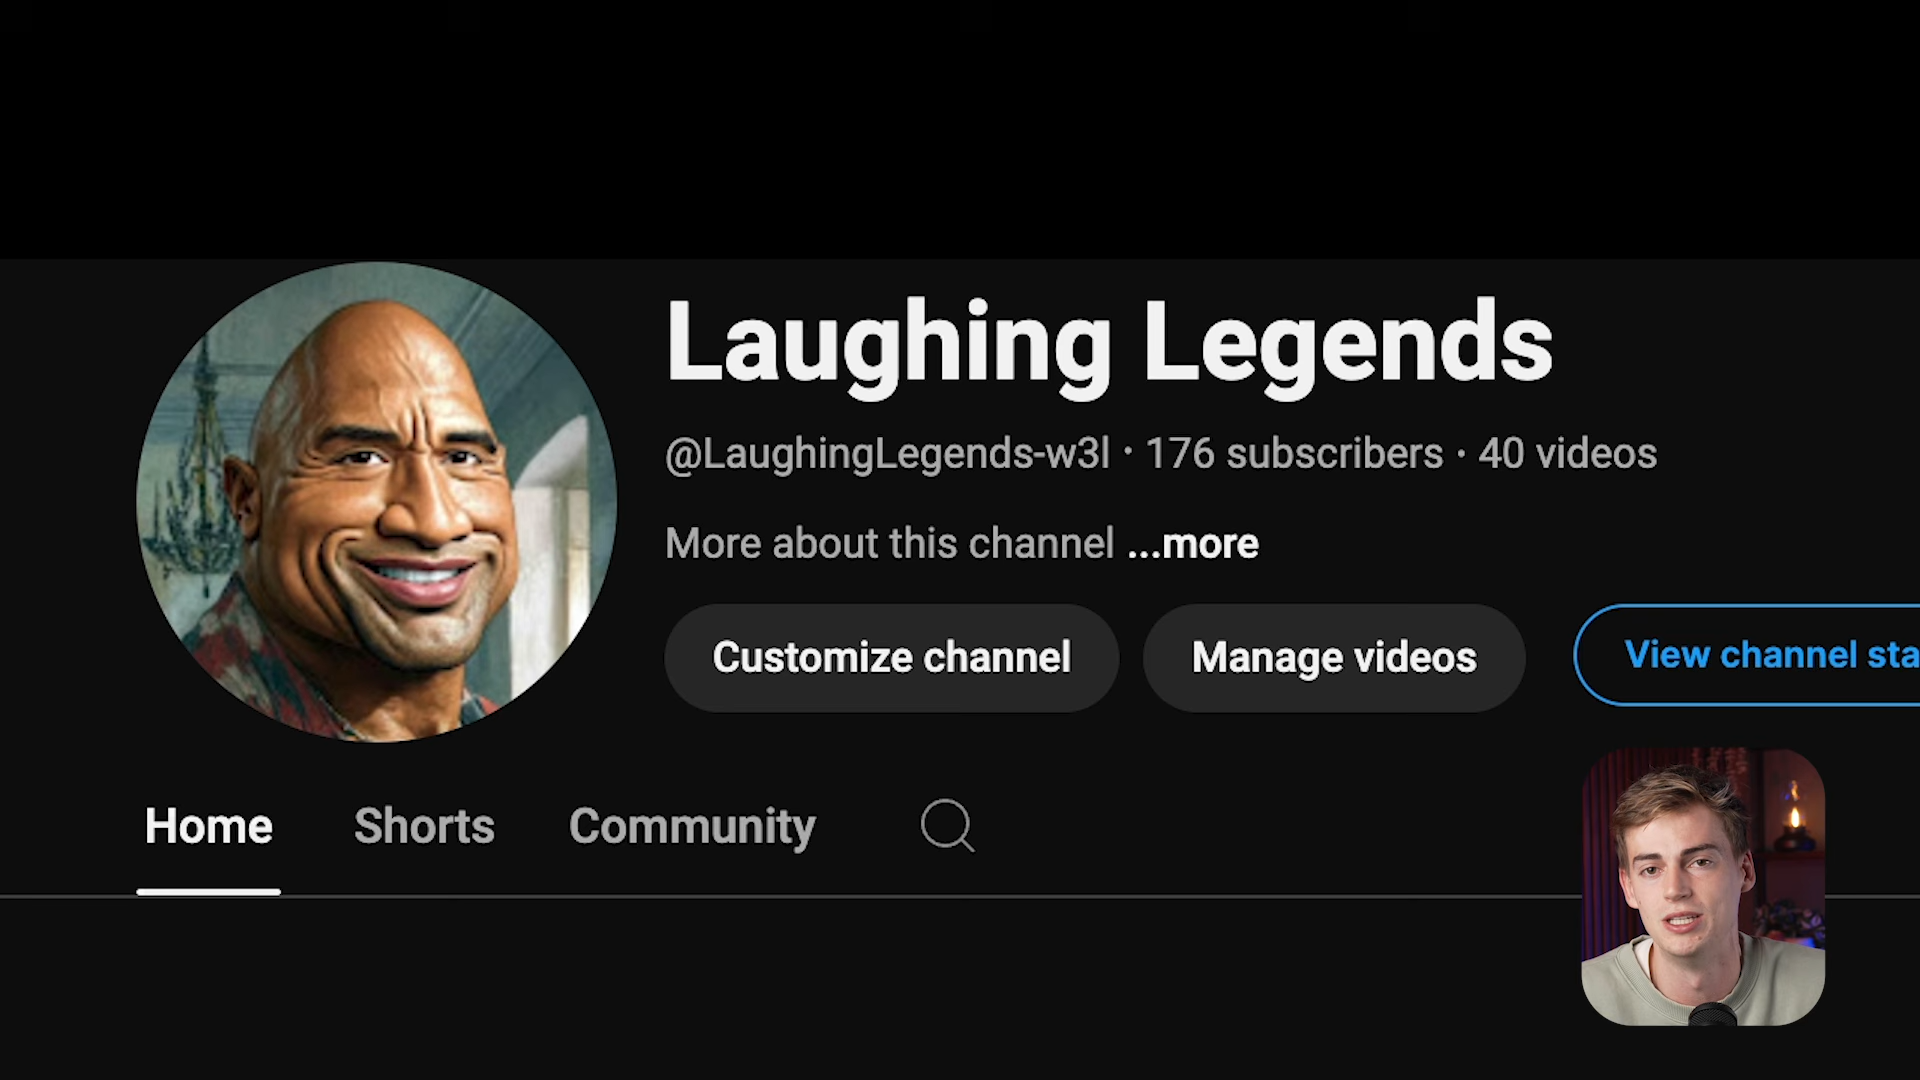 Laughing Legends
@LaughingLegends-w3l · 176 subscribers · 40 videos
More about this channel ...more
Customize channel
Manage videos
View channel sta
Home
Shorts
Community